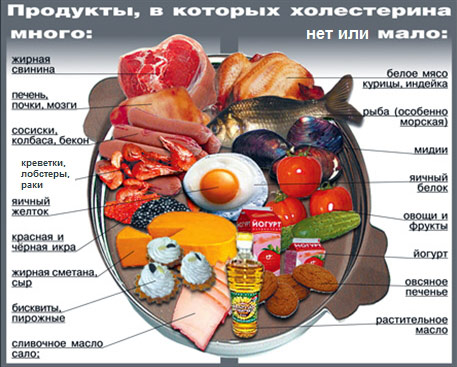 Продукты, в которых холестерина
много:
нет или мало:
жирная
свинина
печень,
почки, мозги
сосиски,
колбаса, бекон
креветки,
лобстеры,
раки
яичный
желток
красная и
чёрная икра
жирная сметана,
сыр
бисквиты,
пирожные
сливочное масло
сало;
белое мясо
курицы, индейка
рыба (особенно
морская)
мидии
яичный
белок
овощи и
фрукты
йогурт
овсяное
печенье
растительное
масло
ЙОГУРТ
ЙОГУРТ